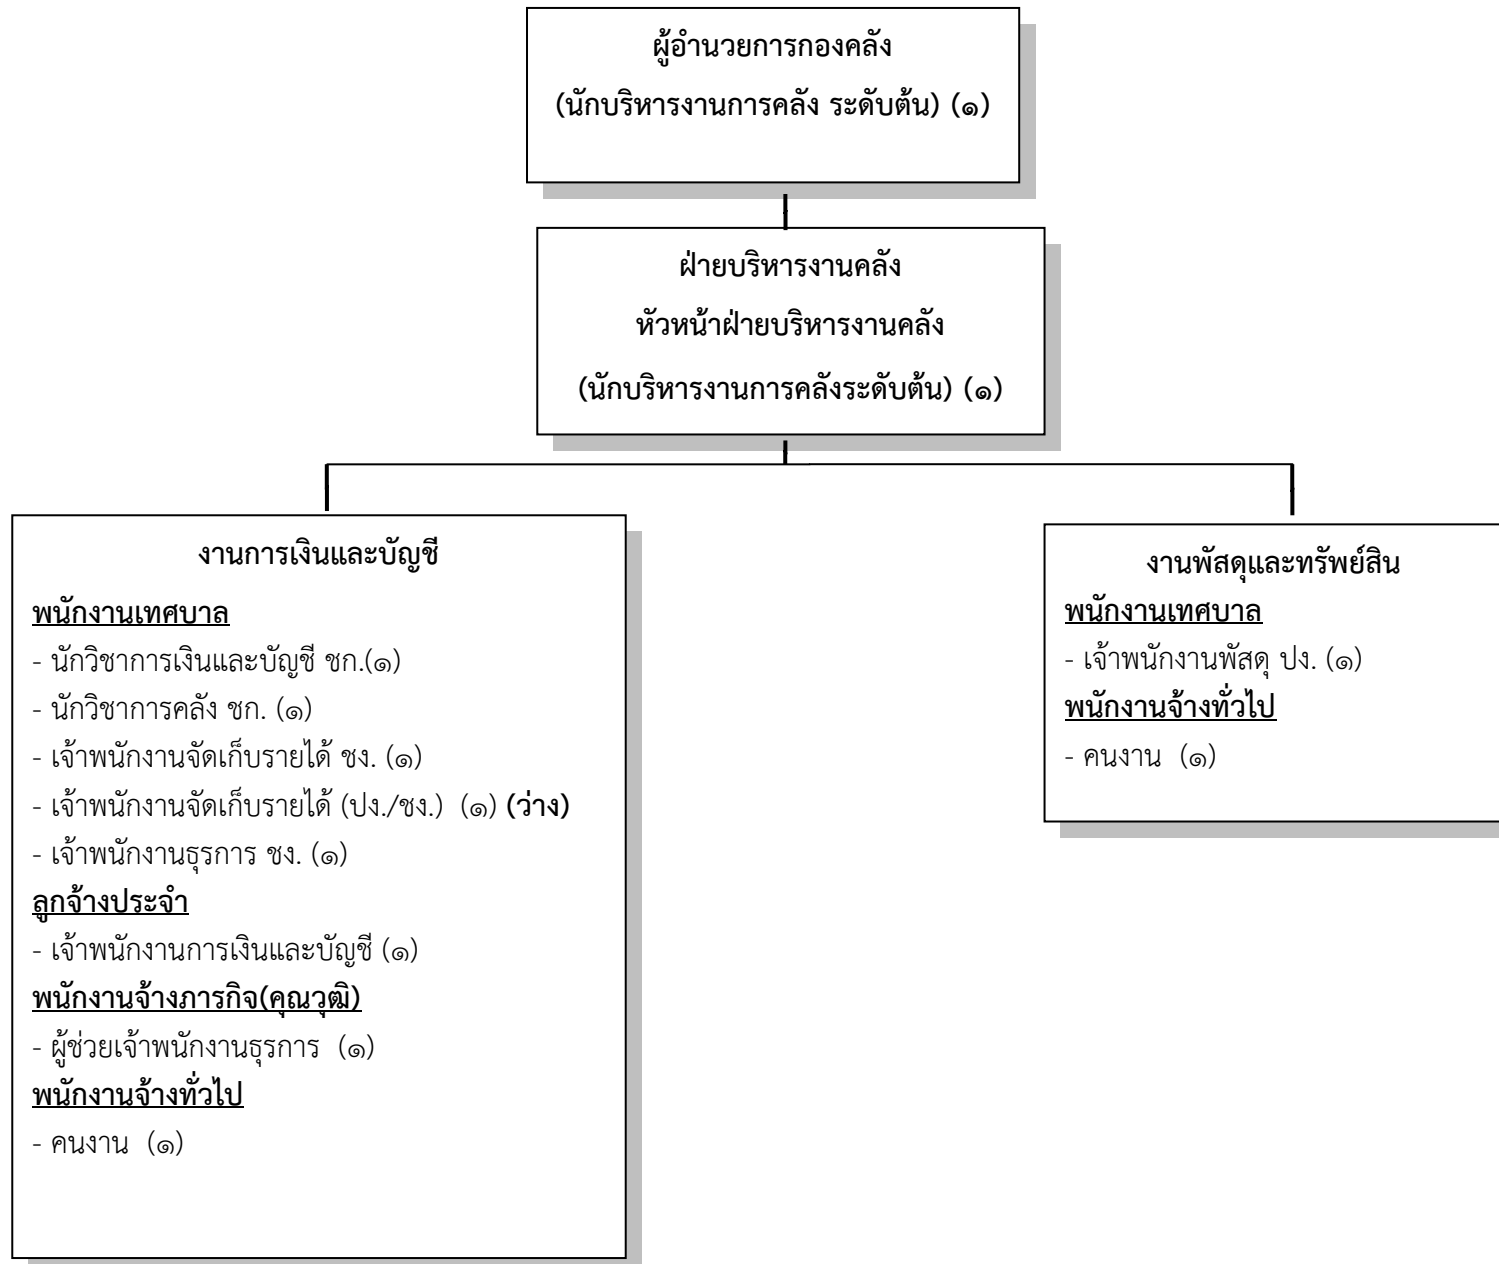 ผู้อำนวยการกองคลัง
(นักบริหารงานการคลัง ระดับต้น) (๑)
ฝ่ายบริหารงานคลัง
หัวหน้าฝ่ายบริหารงานคลัง
(นักบริหารงานการคลังระดับต้น) (๑)
งานการเงินและบัญชี
พนักงานเทศบาล
- นักวิชาการเงินและบัญชี ชก.(๑)
- นักวิชาการคลัง ชก. (๑)
- เจ้าพนักงานจัดเก็บรายได้ ชง. (๑)
- เจ้าพนักงานจัดเก็บรายได้ (ปง./ชง.) (๑) (ว่าง)
- เจ้าพนักงานธุรการ ชง. (๑)
ลูกจ้างประจำ
- เจ้าพนักงานการเงินและบัญชี (๑)
พนักงานจ้างภารกิจ(คุณวุฒิ)
- ผู้ช่วยเจ้าพนักงานธุรการ (๑)
พนักงานจ้างทั่วไป
- คนงาน (๑)
งานพัสดุและทรัพย์สิน
พนักงานเทศบาล
- เจ้าพนักงานพัสดุ ปง. (๑)
พนักงานจ้างทั่วไป
- คนงาน (๑)